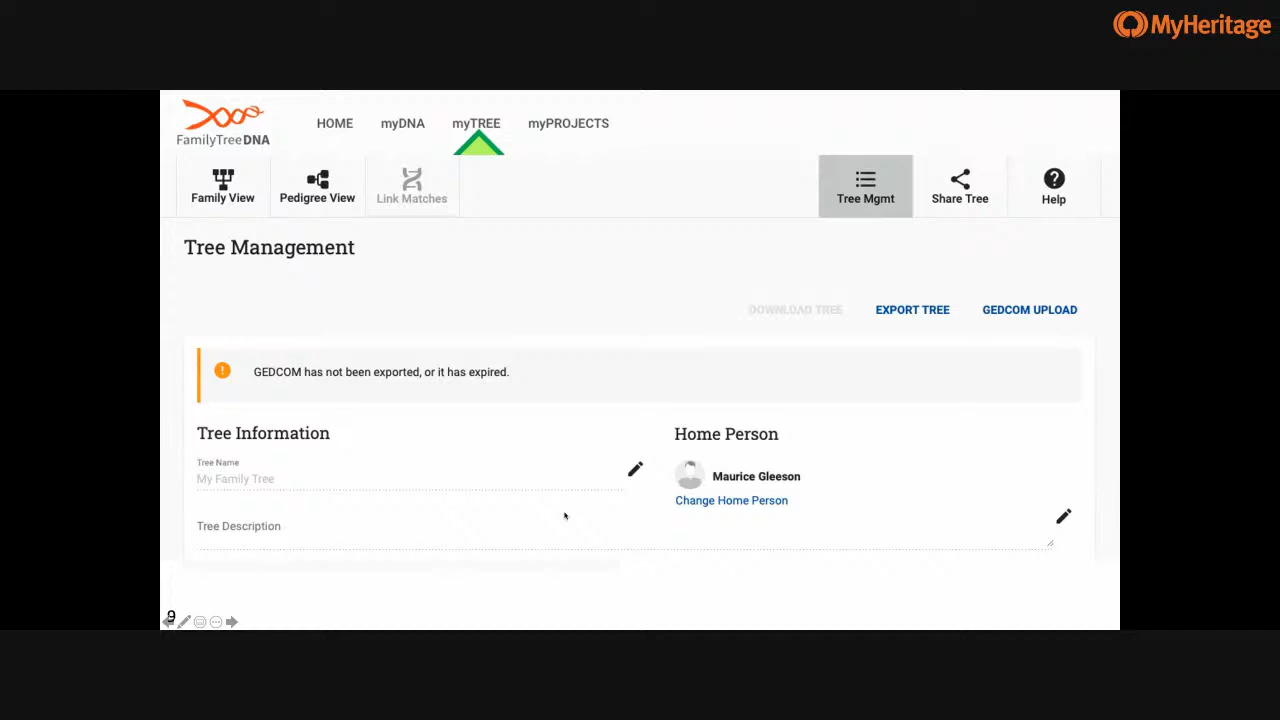 MyHeritage
FamilyTreeDNA
HOME myDNA myTREE myPROJECTS
Family View Pedigree View Link Matches Tree Mgmt Share Tree Help
Tree Management
DOWNLOAD TREE EXPORT TREE GEDCOM UPLOAD
GEDCOM has not been exported, or it has expired.
Tree Information
Tree Name
My Family Tree
Tree Description
Home Person
Maurice Gleeson
Change Home Person
9